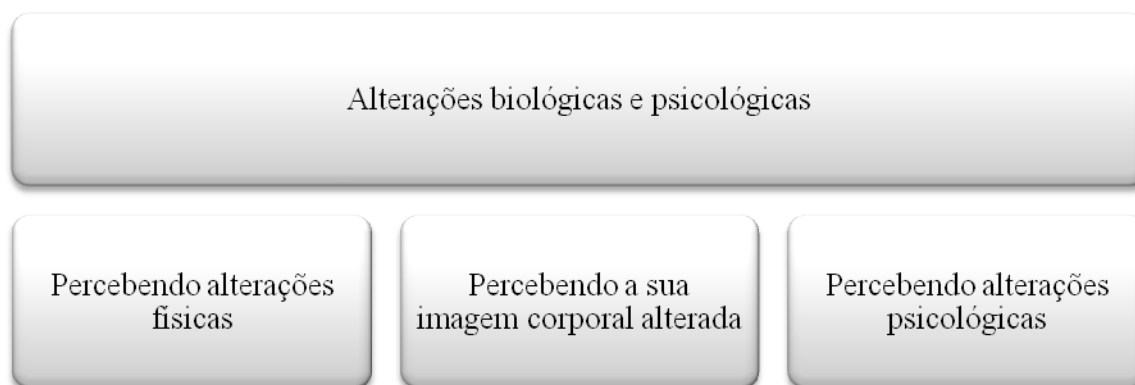 Alterações biológicas e psicológicas
Percebendo alterações
físicas
Percebendo a sua
imagem corporal alterada
Percebendo alterações
psicológicas